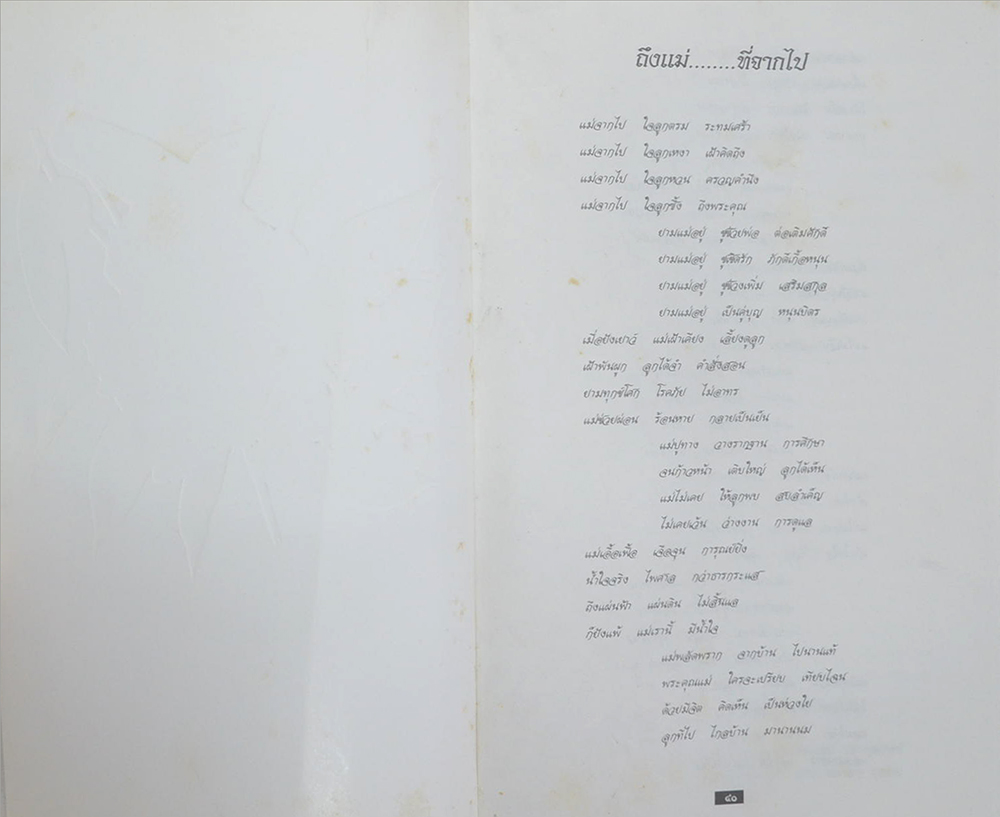 ถึงแม่........ที่จากไป
แม่จากไป ใจลูกตรม ระทมเศร้า
แม่จากไป ใจลูกเหงา เฝ้าคิดถึง
แม่จากไป ใจลูกหวน ครวญคำนึง
แม่จากไป ใจลูกซึ้ง ถึงพระคุณ
ยามแม่อยู่ ชูช่วยพ่อ ต่อเติมศักดิ์
ยามแม่อยู่ ชูชิตรัก ภักดีเกื้อหนุน
ยามแม่อยู่ ชูช่วงเพิ่ม เสริมสกุล
ยามแม่อยู่ เป็นคู่บุญ หนุนบิดร
เมื่อยังเยาว์ แม่เฝ้าเคียง เลี้ยงดูลูก
เฝ้าพันผูก ลูกได้จำ คำสั่งสอน
ยามทุกข์โศก โรคภัย ไม่อาทร
แม่ช่วยผ่อน ร้อนหาย กลายเป็นเย็น
แม่ปูทาง วางรากฐาน การศึกษา
จนก้าวหน้า เติบใหญ่ ลูกได้เห็น
แม่ไม่เคย ให้ลูกพบ สบลำเค็ญ
ไม่เคยเว้น ว่างงาน การดูแล
แม่เอื้อเฟื้อ เจือจุน การุณย์ยิ่ง
น้ำใจจริง ไพศาล กว่าธารกระแส
ถึงแผ่นฟ้า แผ่นดิน ไม่สิ้นแล
ก็ยังแพ้ แม่เรานี้ มีน้ำใจ
แม่พลัดพราก จากบ้าน ไปนานแท้
พระคุณแม่ ใครจะเปรียบ เทียบไฉน
ด้วยมีจิต คิดเห็น เป็นห่วงใย
ลูกที่ไป ไกลบ้าน มานานนม
๔๐